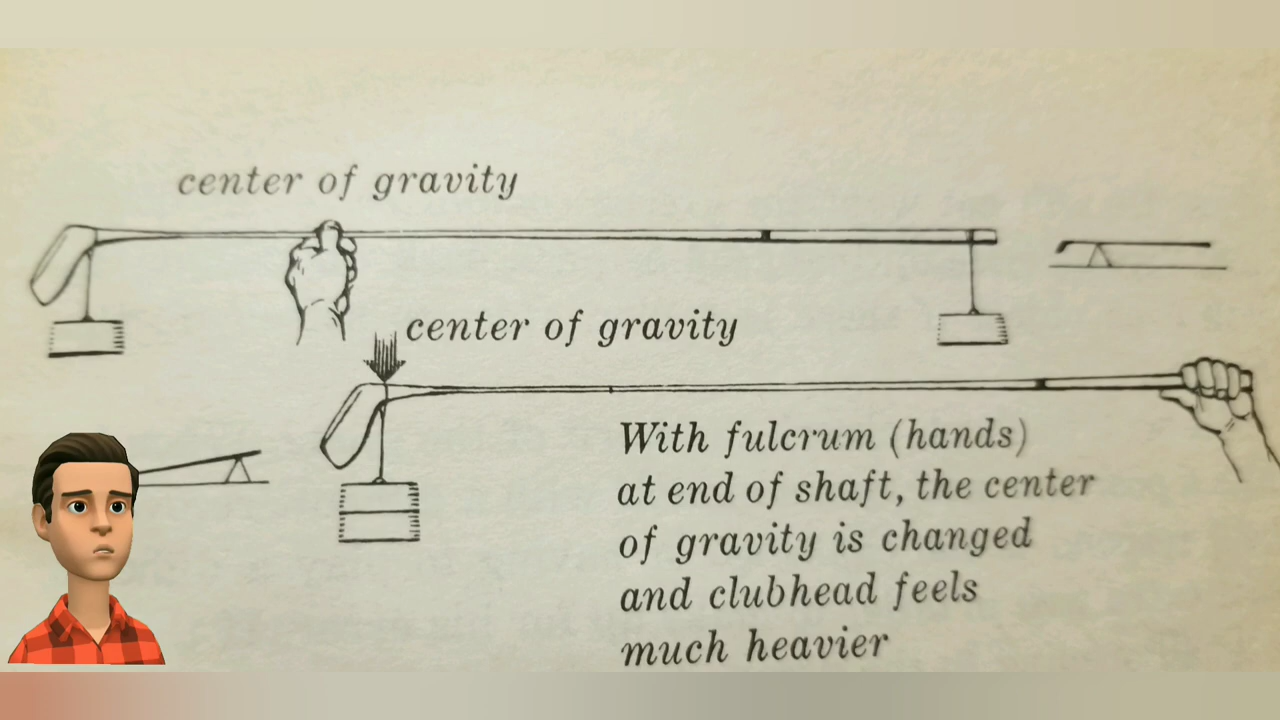 center of gravity
center of gravity
With fulcrum (hands)
at end of shaft, the center
of gravity is changed
and clubhead feels
much heavier